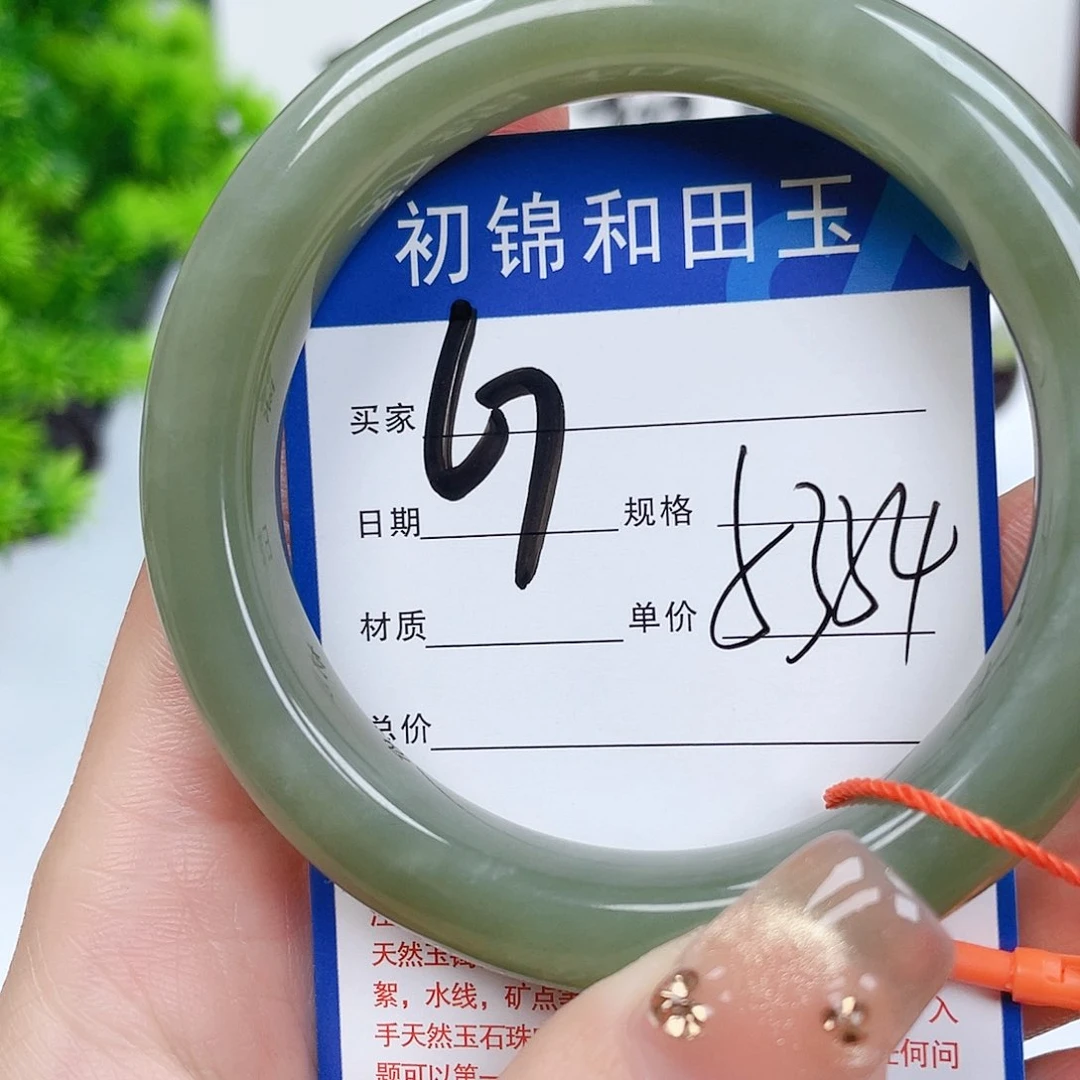 初锦和田玉
买家
67
日期 规格
材质 单价
总价
天然玉
絮，水线，矿点 入
手天然玉石珠 任何问
题可以第一